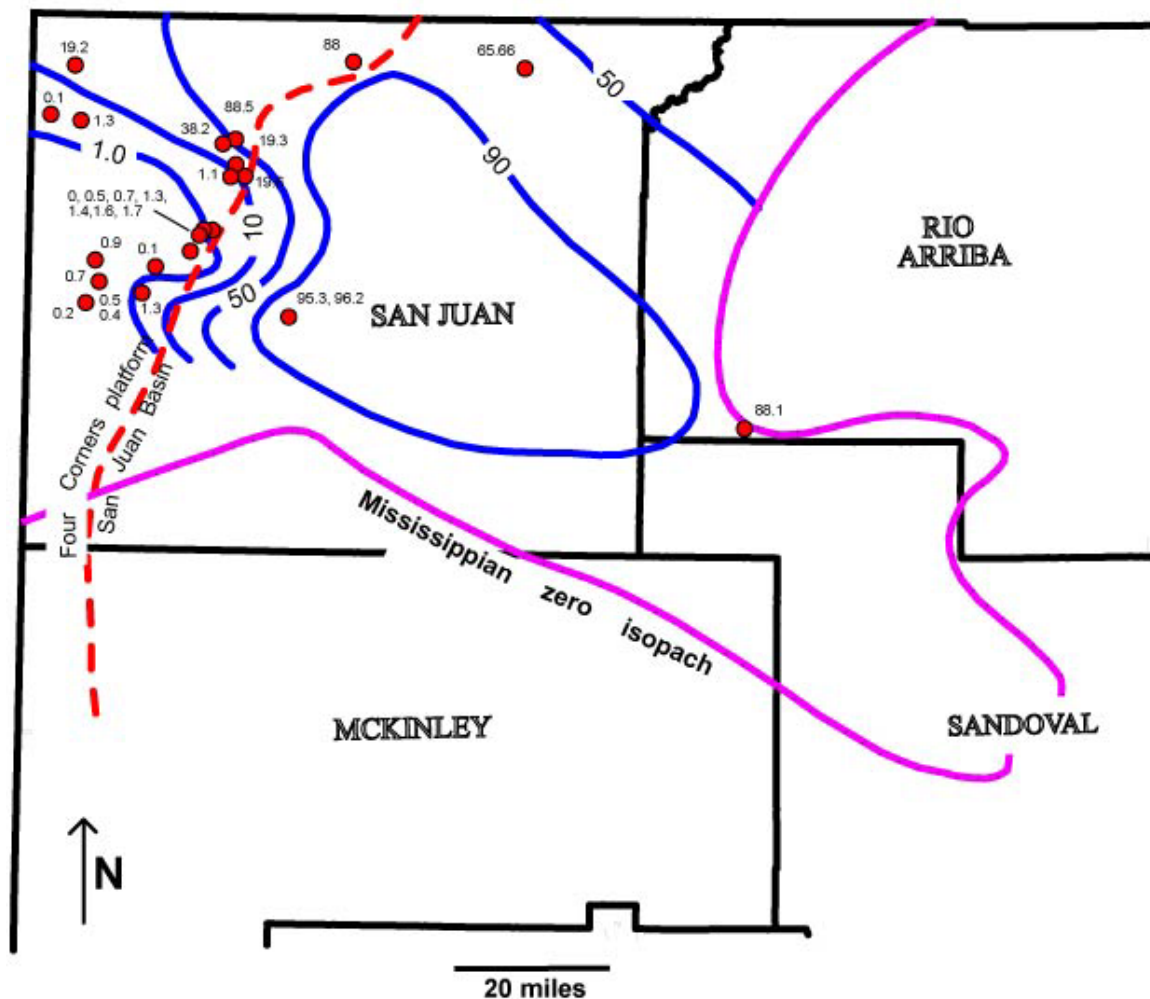 19.2
88
65.66
50
0.1
1.3
88.5
38.2
19.3
1.0
1.1
90
0, 0.5, 0.7, 1.3,
1.4,1.6, 1.7
10
RIO
ARRIBA
0.9
0.1
0.7
0.5
1.3
0.2
0.4
50
95.3, 96.2
SAN JUAN
88.1
Four Corners platform
San Juan Basin
Mississippian zero isopach
MCKINLEY
SANDOVAL
N
20 miles